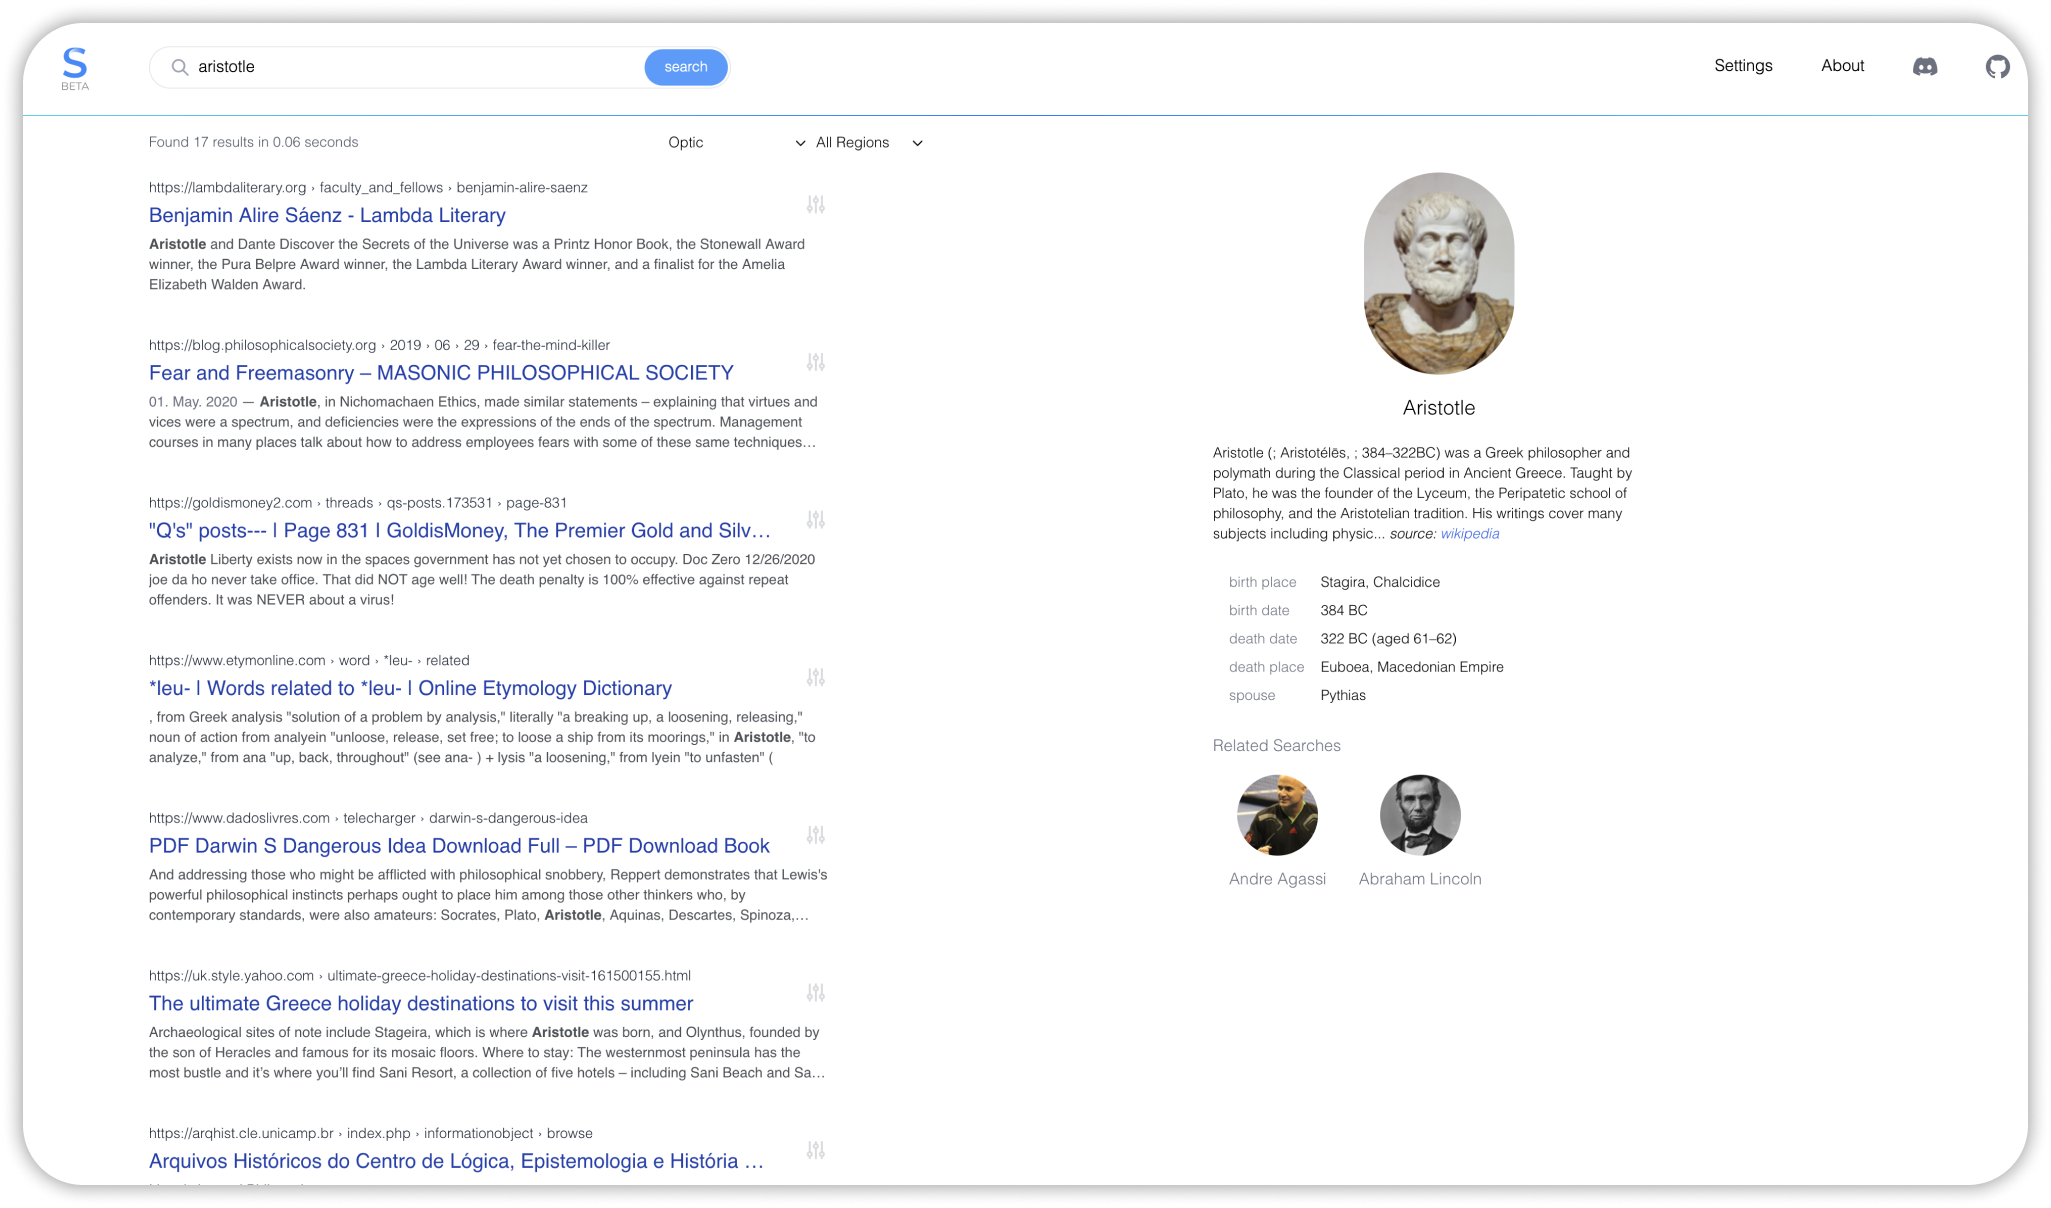 S
BETA
aristotle
search
Settings
About
Found 17 results in 0.06 seconds
Optic
All Regions
https://lambdaliterary.org › faculty_and_fellows › benjamin-alire-saenz
Benjamin Alire Sáenz - Lambda Literary
Aristotle and Dante Discover the Secrets of the Universe was a Printz Honor Book, the Stonewall Award
winner, the Pura Belpre Award winner, the Lambda Literary Award winner, and a finalist for the Amelia
Elizabeth Walden Award.
https://blog.philosophicalsociety.org › 2019 › 06 › 29 › fear-the-mind-killer
Fear and Freemasonry – MASONIC PHILOSOPHICAL SOCIETY
01. May. 2020 — Aristotle, in Nichomachaen Ethics, made similar statements – explaining that virtues and
vices were a spectrum, and deficiencies were the expressions of the ends of the spectrum. Management
courses in many places talk about how to address employees fears with some of these same techniques…
https://goldismoney2.com › threads › qs-posts.173531 › page-831
"Q's" posts--- | Page 831 | GoldisMoney, The Premier Gold and Silv…
Aristotle Liberty exists now in the spaces government has not yet chosen to occupy. Doc Zero 12/26/2020
joe da ho never take office. That did NOT age well! The death penalty is 100% effective against repeat
offenders. It was NEVER about a virus!
https://www.etymonline.com › word › *leu- › related
*leu- | Words related to *leu- | Online Etymology Dictionary
, from Greek analysis "solution of a problem by analysis," literally "a breaking up, a loosening, releasing,"
noun of action from analyein "unloose, release, set free; to loose a ship from its moorings," in Aristotle, "to
analyze," from ana "up, back, throughout" (see ana- ) + lysis "a loosening," from lyein "to unfasten" (
https://www.dadoslivres.com › telecharger › darwin-s-dangerous-idea
PDF Darwin S Dangerous Idea Download Full – PDF Download Book
And addressing those who might be afflicted with philosophical snobbery, Reppert demonstrates that Lewis's
powerful philosophical instincts perhaps ought to place him among those other thinkers who, by
contemporary standards, were also amateurs: Socrates, Plato, Aristotle, Aquinas, Descartes, Spinoza,…
https://uk.style.yahoo.com › ultimate-greece-holiday-destinations-visit-161500155.html
The ultimate Greece holiday destinations to visit this summer
Archaeological sites of note include Stageira, which is where Aristotle was born, and Olynthus, founded by
the son of Heracles and famous for its mosaic floors. Where to stay: The westernmost peninsula has the
most bustle and it's where you'll find Sani Resort, a collection of five hotels – including Sani Beach and Sa…
https://arqhist.cle.unicamp.br › index.php › informationobject › browse
Arquivos Históricos do Centro de Lógica, Epistemologia e História …
Aristotle
Aristotle (; Aristotélēs, ; 384–322BC) was a Greek philosopher and
polymath during the Classical period in Ancient Greece. Taught by
Plato, he was the founder of the Lyceum, the Peripatetic school of
philosophy, and the Aristotelian tradition. His writings cover many
subjects including physic... source: wikipedia
birth place Stagira, Chalcidice
birth date 384 BC
death date 322 BC (aged 61–62)
death place Euboea, Macedonian Empire
spouse Pythias
Related Searches
Andre Agassi
Abraham Lincoln